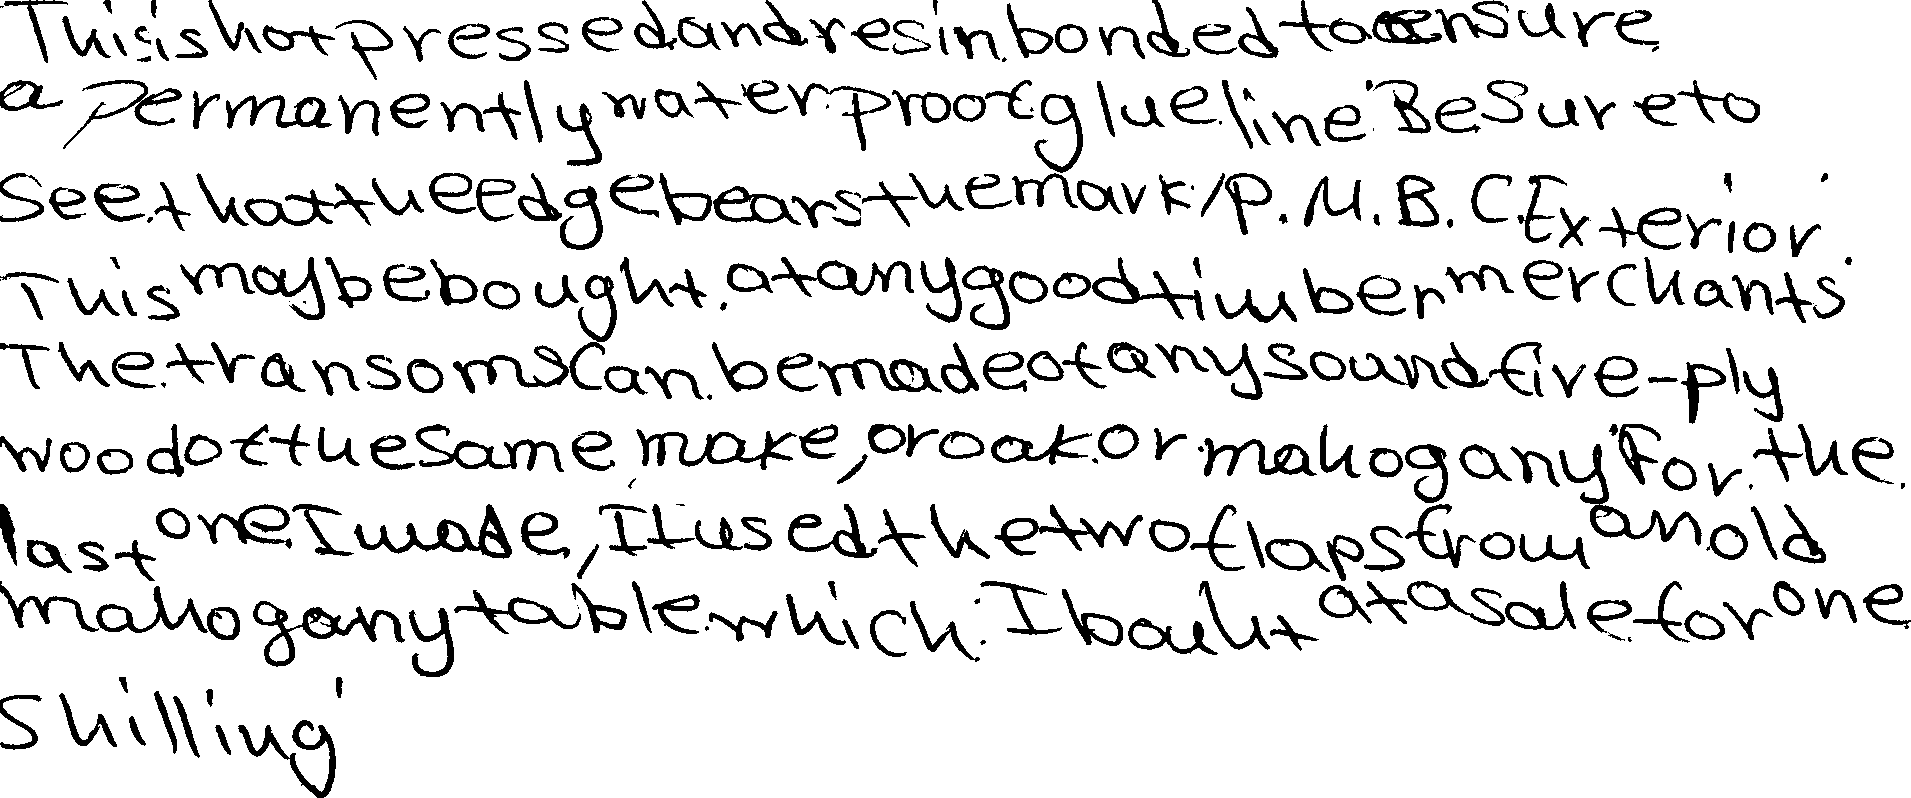 This is hot pressed and resin bonded to ensure
a permanently waterproof glue line. Be Sure to
See that the edge bears the mark/P.M.B.C. Exterior.
This may be bought at any good timber merchants.
The transoms Can be made of any sound five-ply
wood of the Same make, or oak or mahogany. For the
last one I made, I used the two flaps from an old
mahogany table which I bouht at a sale for one
Shilling.